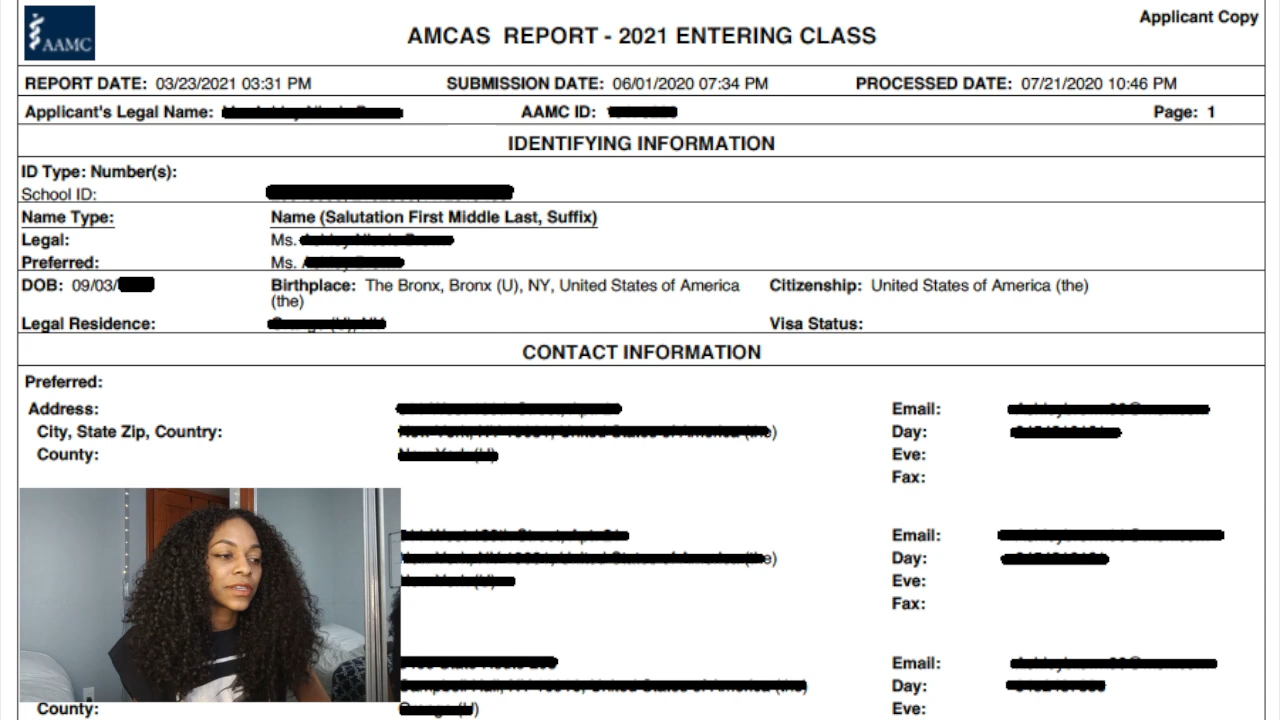 AAMC
Applicant Copy
AMCAS REPORT - 2021 ENTERING CLASS
REPORT DATE: 03/23/2021 03:31 PM SUBMISSION DATE: 06/01/2020 07:34 PM PROCESSED DATE: 07/21/2020 10:46 PM
Applicant's Legal Name: AAMC ID: Page: 1
IDENTIFYING INFORMATION
ID Type: Number(s):
School ID:
Name Type: Name (Salutation First Middle Last, Suffix)
Legal: Ms.
Preferred: Ms.
DOB: 09/03/ Birthplace: The Bronx, Bronx (U), NY, United States of America Citizenship: United States of America (the)
(the)
Legal Residence: Visa Status:
CONTACT INFORMATION
Preferred:
Address: Email:
City, State Zip, Country: Day:
County: Eve:
Fax:
Email:
Day:
Eve:
Fax:
Email:
Day:
County: Eve: